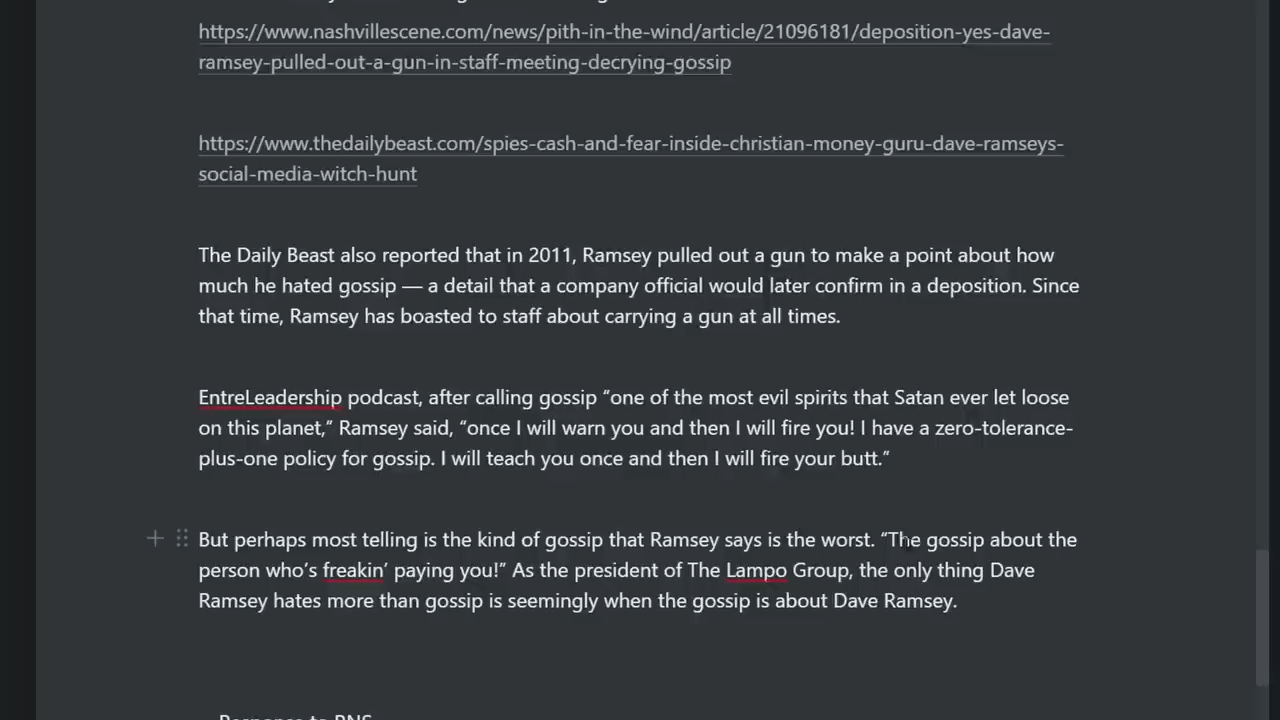 https://www.nashvillescene.com/news/pith-in-the-wind/article/21096181/deposition-yes-dave-
ramsey-pulled-out-a-gun-in-staff-meeting-decrying-gossip
https://www.thedailybeast.com/spies-cash-and-fear-inside-christian-money-guru-dave-ramseys-
social-media-witch-hunt
The Daily Beast also reported that in 2011, Ramsey pulled out a gun to make a point about how
much he hated gossip — a detail that a company official would later confirm in a deposition. Since
that time, Ramsey has boasted to staff about carrying a gun at all times.
EntreLeadership podcast, after calling gossip “one of the most evil spirits that Satan ever let loose
on this planet,” Ramsey said, “once I will warn you and then I will fire you! I have a zero-tolerance-
plus-one policy for gossip. I will teach you once and then I will fire your butt.”
But perhaps most telling is the kind of gossip that Ramsey says is the worst. “The gossip about the
person who’s freakin’ paying you!” As the president of The Lampo Group, the only thing Dave
Ramsey hates more than gossip is seemingly when the gossip is about Dave Ramsey.
Response to RNS